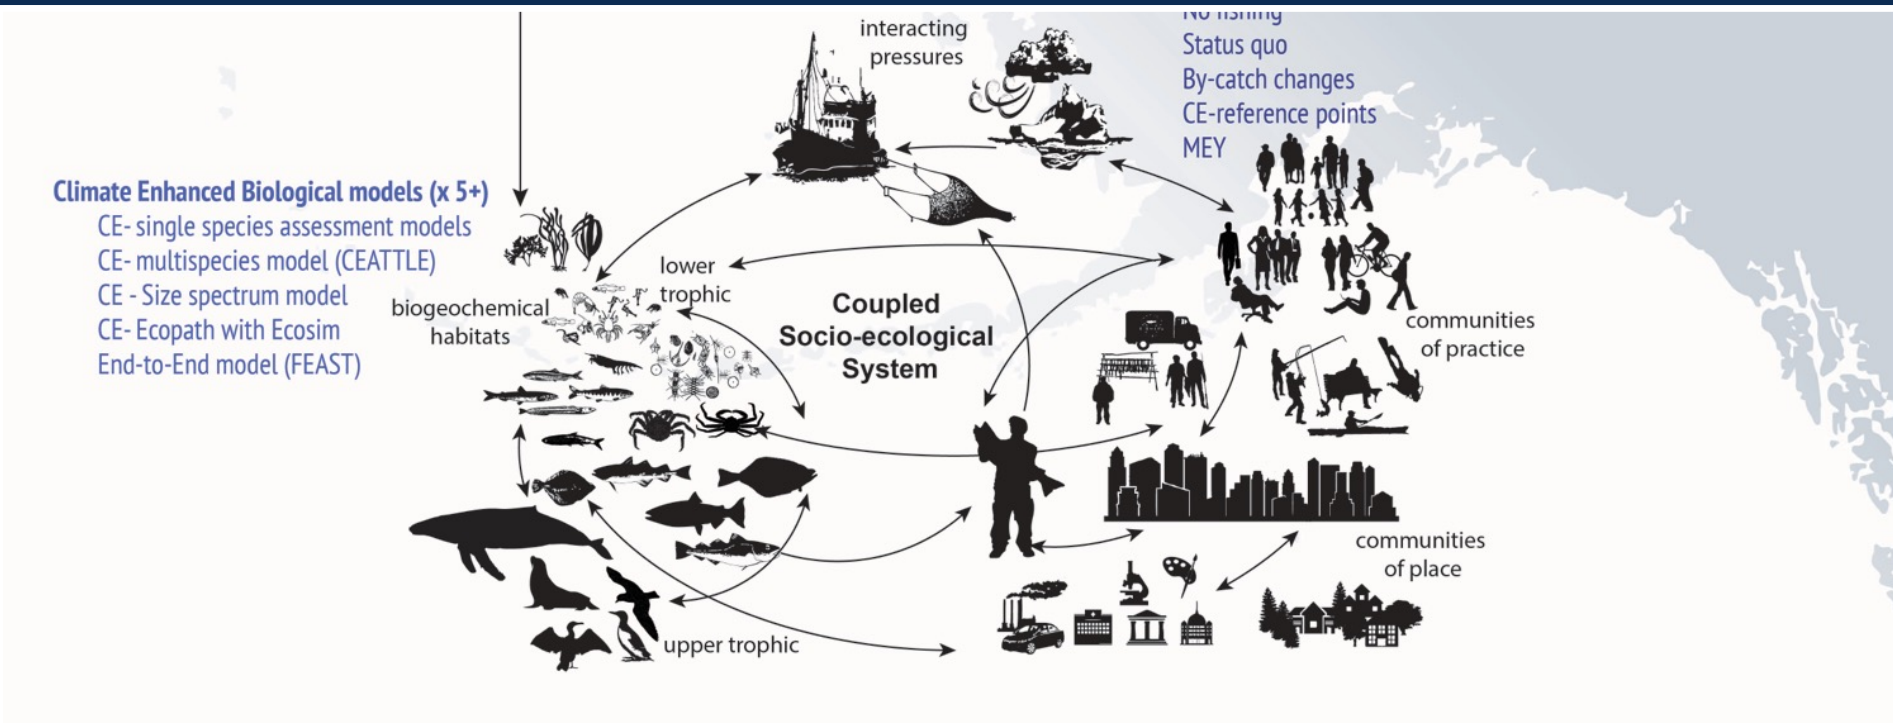 interacting
pressures
No fishing
Status quo
By-catch changes
CE-reference points
MEY
Climate Enhanced Biological models (x 5+)
CE- single species assessment models
CE- multispecies model (CEATTLE)
CE - Size spectrum model
CE- Ecopath with Ecosim
End-to-End model (FEAST)
biogeochemical
habitats
lower
trophic
Coupled
Socio-ecological
System
communities
of practice
communities
of place
upper trophic